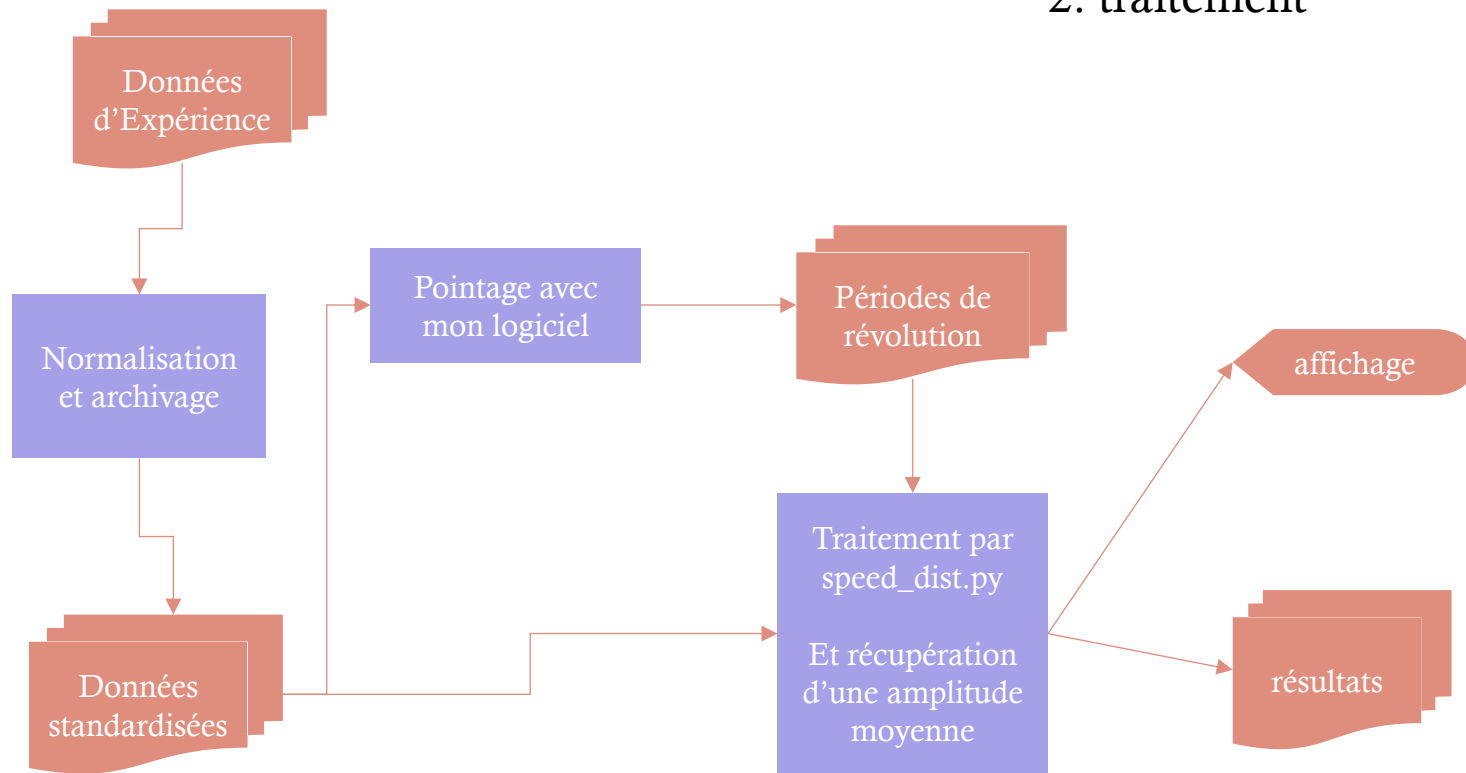 2. traitement
Données
d'Expérience
Normalisation
et archivage
Données
standardisées
Pointage avec
mon logiciel
Périodes de
révolution
Traitement par
speed_dist.py
Et récupération
d'une amplitude
moyenne
affichage
résultats